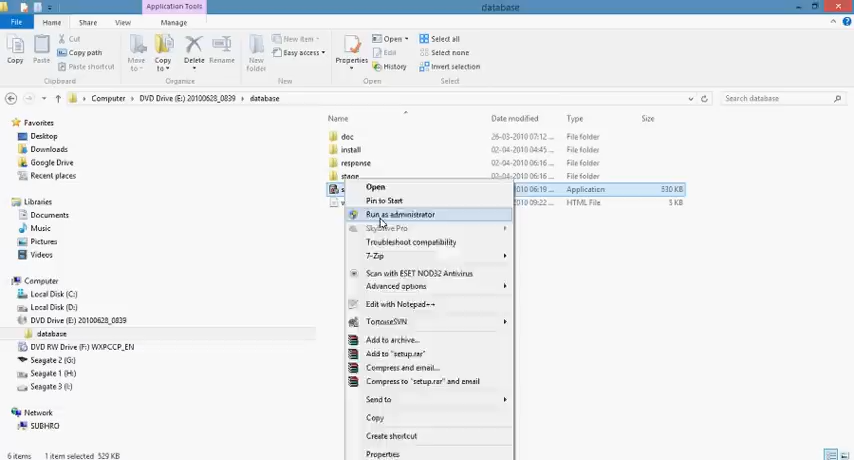 Application Tools
database
File
Home
Share
View
Manage
Copy
Paste
Cut
Copy path
Paste shortcut
Clipboard
Move to
Copy to
Delete
Rename
Organize
New folder
New item
Easy access
New
Properties
Open
Edit
History
Open
Select all
Select none
Invert selection
Select
Computer
DVD Drive (E:) 20100628_0839
database
Search database
Favorites
Desktop
Downloads
Google Drive
Recent places
Libraries
Documents
Music
Pictures
Videos
Computer
Local Disk (C:)
Local Disk (D:)
DVD Drive (E:) 20100628_0839
database
DVD RW Drive (F:) WXPCCP_EN
Seagate 2 (G:)
Seagate 1 (H:)
Seagate 3 (I:)
Network
SUBHRO
Name Date modified Type Size
doc 26-03-2010 07:12 ... File folder
install 02-04-2010 04:45 ... File folder
response 02-04-2010 06:16 ... File folder
stage 02-04-2010 06:16 ... File folder
2010 06:19 ... Application 530 KB
2010 09:22 ... HTML File 5 KB
Open
Pin to Start
Run as administrator
SkyDrive Pro
Troubleshoot compatibility
7-Zip
Scan with ESET NOD32 Antivirus
Advanced options
Edit with Notepad++
TortoiseSVN
Add to archive...
Add to "setup.rar"
Compress and email...
Compress to "setup.rar" and email
Send to
Copy
Create shortcut
Properties
6 items 1 item selected 529 KB